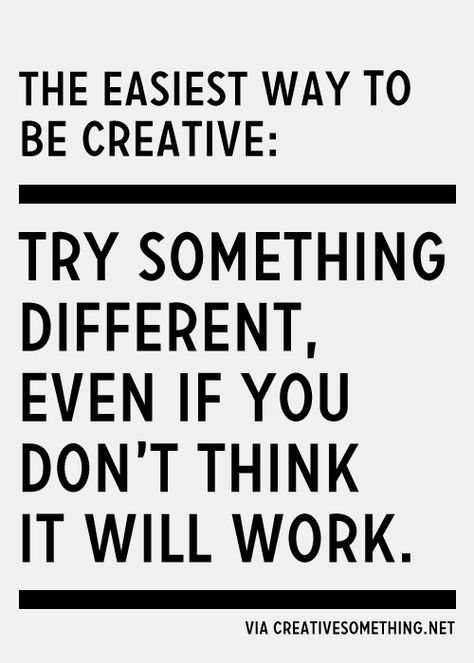 THE EASIEST WAY TO
BE CREATIVE:
TRY SOMETHING
DIFFERENT,
EVEN IF YOU
DON'T THINK
IT WILL WORK.
VIA CREATIVESOMETHING.NET